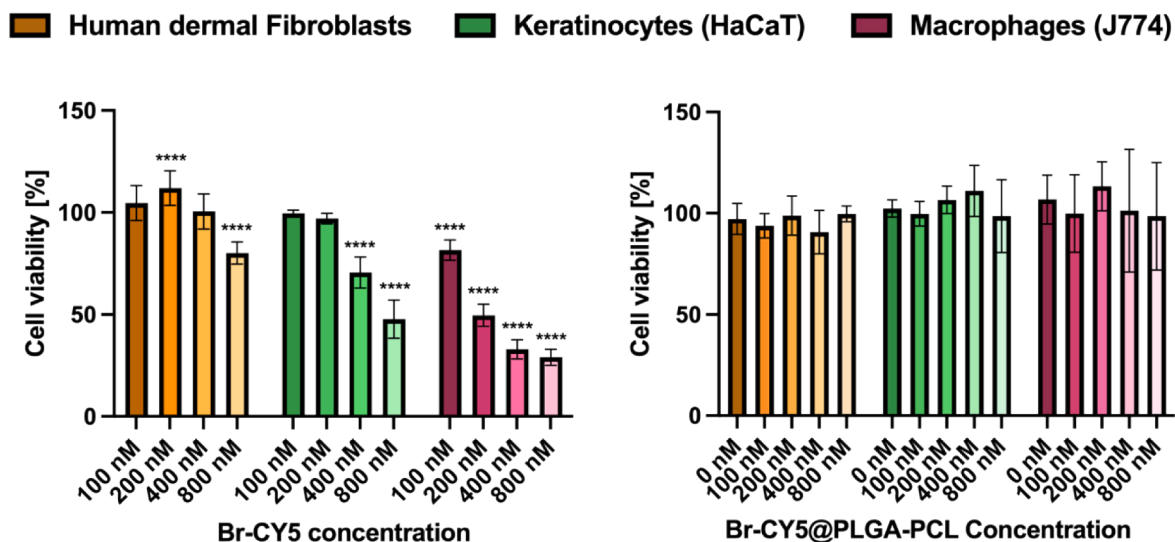 Human dermal Fibroblasts Keratinocytes (HaCaT) Macrophages (J774)
Cell viability [%]
150
100
50
0
**** **** **** **** **** **** **** ****
100 nM 200 nM 400 nM 800 nM 100 nM 200 nM 400 nM 800 nM 100 nM 200 nM 400 nM 800 nM
Br-CY5 concentration
Cell viability [%]
150
100
50
0
0 nM 100 nM 200 nM 400 nM 800 nM 0 nM 100 nM 200 nM 400 nM 800 nM 0 nM 100 nM 200 nM 400 nM 800 nM
Br-CY5@PLGA-PCL Concentration